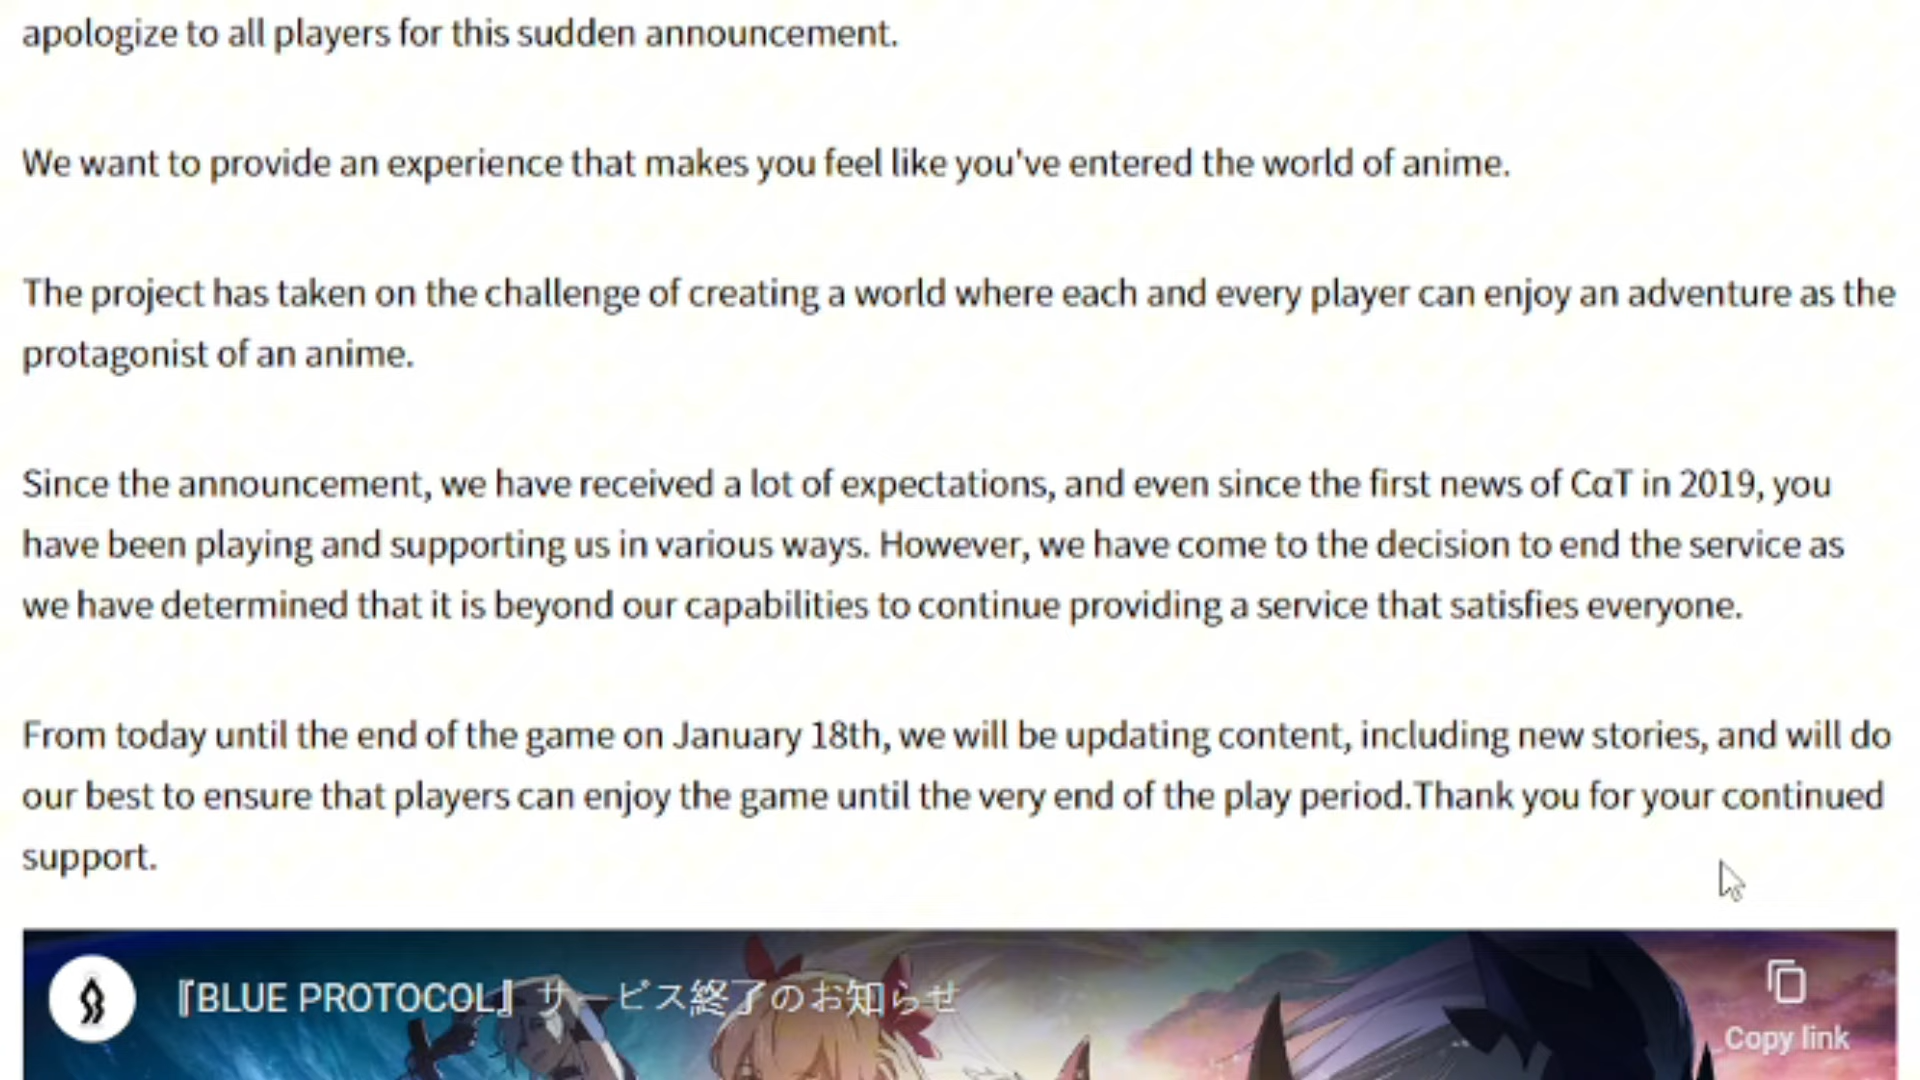 apologize to all players for this sudden announcement.
We want to provide an experience that makes you feel like you've entered the world of anime.
The project has taken on the challenge of creating a world where each and every player can enjoy an adventure as the
protagonist of an anime.
Since the announcement, we have received a lot of expectations, and even since the first news of CαT in 2019, you
have been playing and supporting us in various ways. However, we have come to the decision to end the service as
we have determined that it is beyond our capabilities to continue providing a service that satisfies everyone.
From today until the end of the game on January 18th, we will be updating content, including new stories, and will do
our best to ensure that players can enjoy the game until the very end of the play period.Thank you for your continued
support.
『BLUE PROTOCOL』サービス終了のお知らせ
Copy link